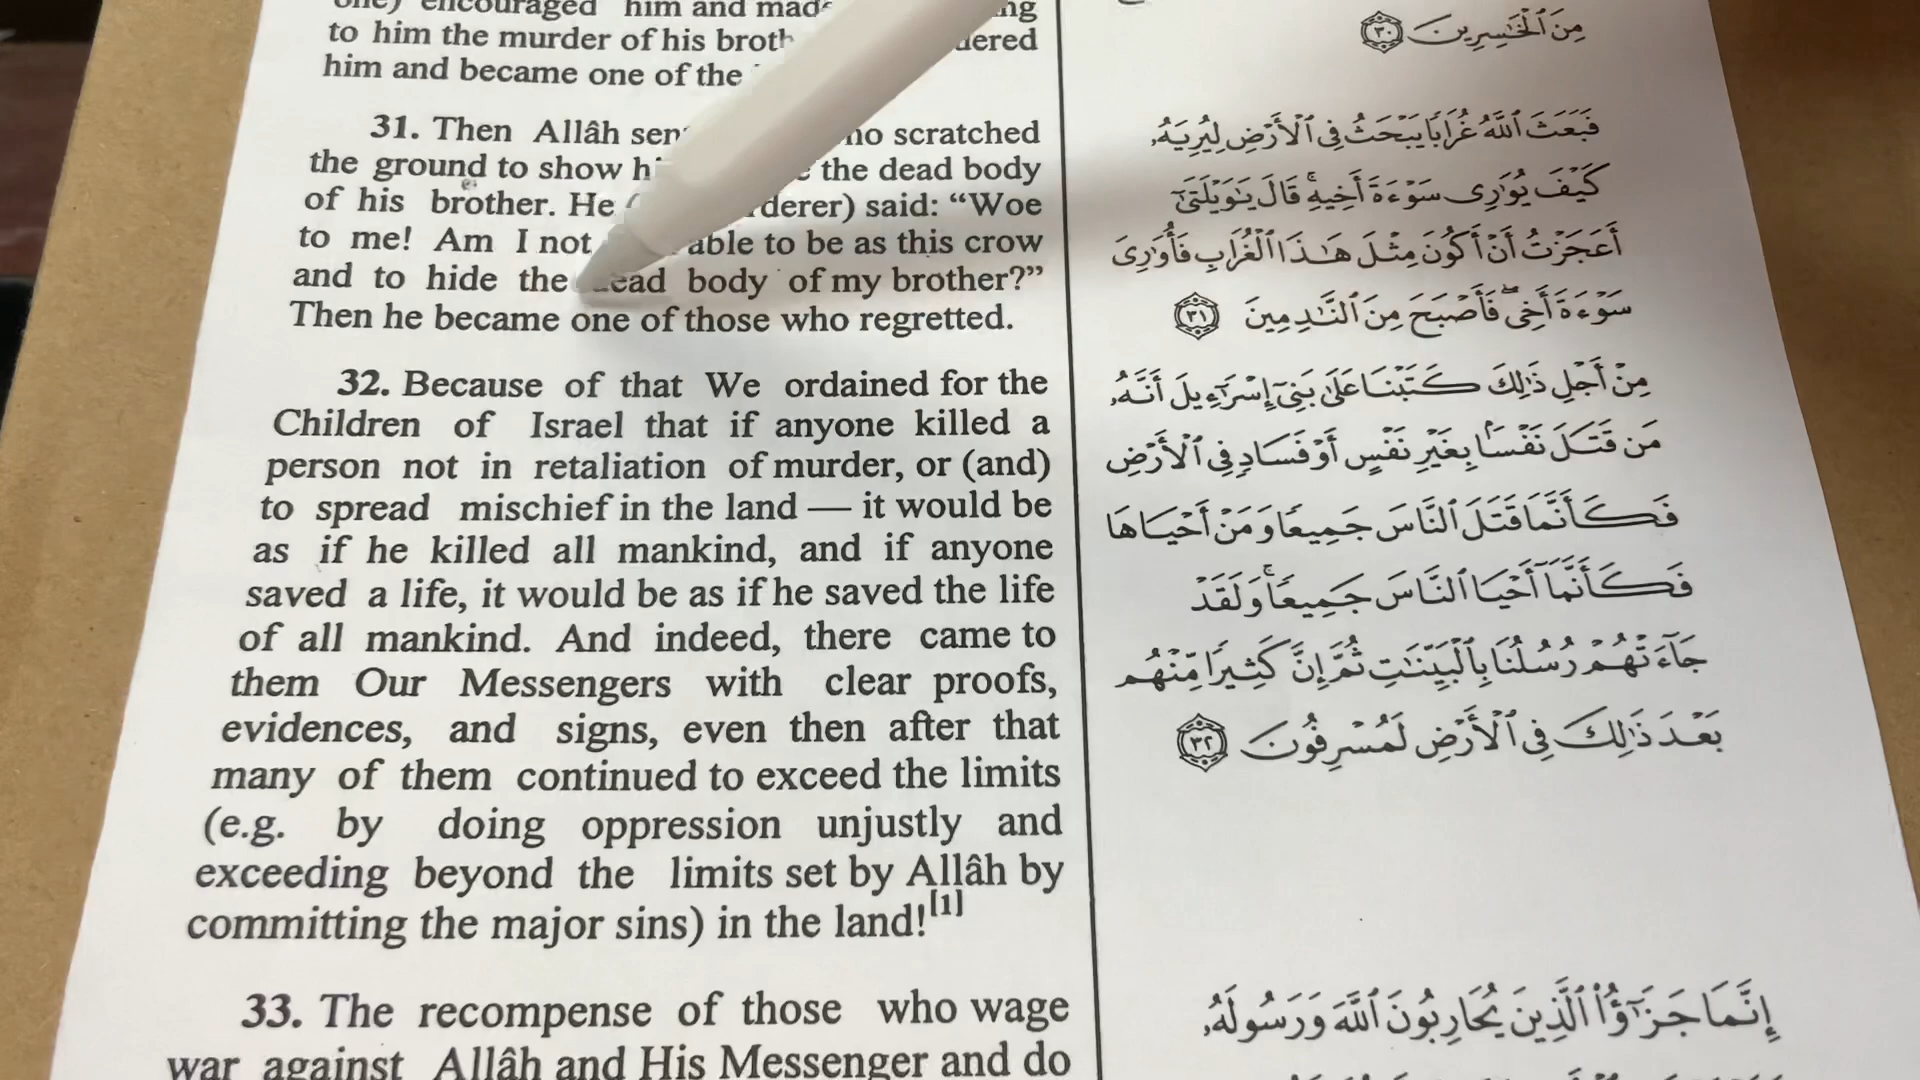 one) encouraged him and made
to him the murder of his
him and became one of the
31. Then Allâh scratched
the ground to show the dead body
of his brother. He said: “Woe
to me! Am I not able to be as this crow
and to hide the dead body of my brother?”
Then he became one of those who regretted.
32. Because of that We ordained for the
Children of Israel that if anyone killed a
person not in retaliation of murder, or (and)
to spread mischief in the land — it would be
as if he killed all mankind, and if anyone
saved a life, it would be as if he saved the life
of all mankind. And indeed, there came to
them Our Messengers with clear proofs,
evidences, and signs, even then after that
many of them continued to exceed the limits
(e.g. by doing oppression unjustly and
exceeding beyond the limits set by Allâh by
committing the major sins) in the land![1]
33. The recompense of those who wage
war against Allâh and His Messenger and do
مِنَ ٱلْخَٰسِرِينَ ٣٠
فَبَعَثَ ٱللَّهُ غُرَابًا يَبْحَثُ فِى ٱلْأَرْضِ لِيُرِيَهُۥ
كَيْفَ يُوَٰرِى سَوْءَةَ أَخِيهِ ۚ قَالَ يَٰوَيْلَتَىٰٓ
أَعَجَزْتُ أَنْ أَكُونَ مِثْلَ هَٰذَا ٱلْغُرَابِ فَأُوَٰرِىَ
سَوْءَةَ أَخِى ۖ فَأَصْبَحَ مِنَ ٱلنَّٰدِمِينَ ٣١
مِنْ أَجْلِ ذَٰلِكَ كَتَبْنَا عَلَىٰ بَنِىٓ إِسْرَٰٓءِيلَ أَنَّهُۥ
مَن قَتَلَ نَفْسًۢا بِغَيْرِ نَفْسٍ أَوْ فَسَادٍ فِى ٱلْأَرْضِ
فَكَأَنَّمَا قَتَلَ ٱلنَّاسَ جَمِيعًا وَمَنْ أَحْيَاهَا
فَكَأَنَّمَآ أَحْيَا ٱلنَّاسَ جَمِيعًا ۚ وَلَقَدْ
جَآءَتْهُمْ رُسُلُنَا بِٱلْبَيِّنَٰتِ ثُمَّ إِنَّ كَثِيرًا مِّنْهُم
بَعْدَ ذَٰلِكَ فِى ٱلْأَرْضِ لَمُسْرِفُونَ ٣٢
إِنَّمَا جَزَٰٓؤُا۟ ٱلَّذِينَ يُحَارِبُونَ ٱللَّهَ وَرَسُولَهُۥ